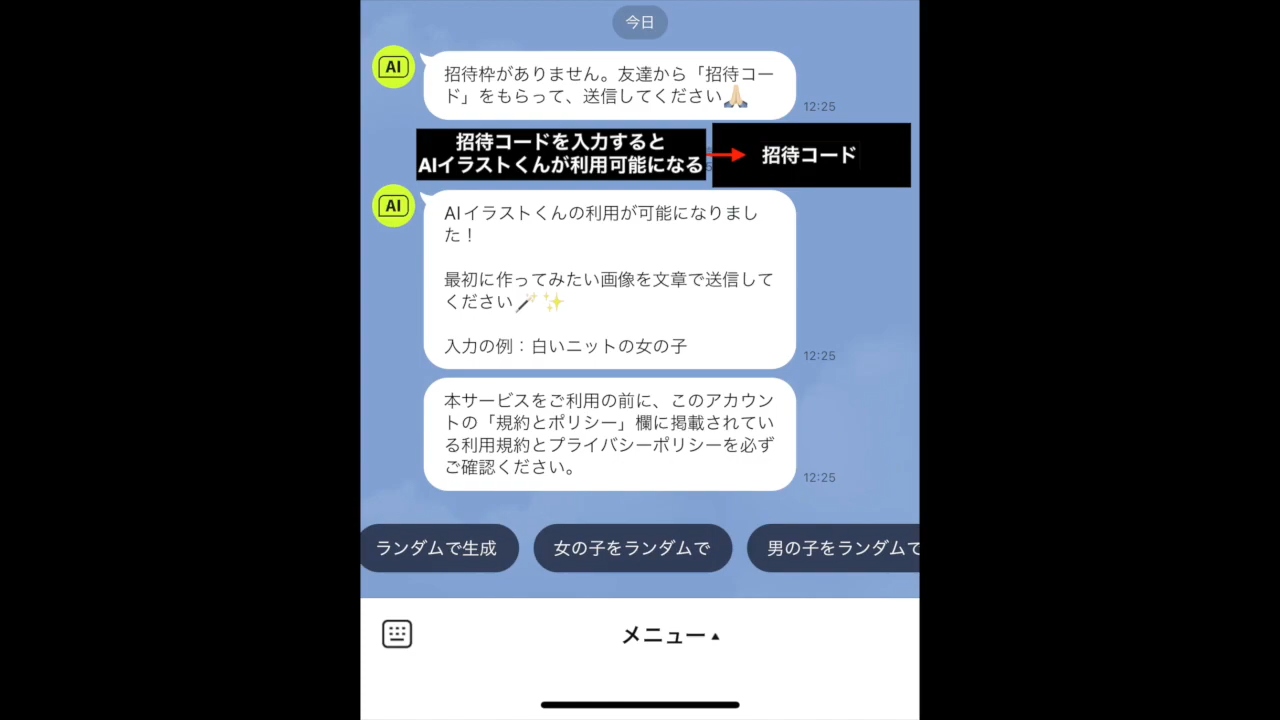 今日
AI
招待枠がありません。友達から「招待コー
ド」をもらって、送信してください🙏🏻
12:25
招待コードを入力すると
AIイラストくんが利用可能になる
招待コード
AI
AIイラストくんの利用が可能になりまし
た！
最初に作ってみたい画像を文章で送信して
ください🪄✨
入力の例：白いニットの女の子
12:25
本サービスをご利用の前に、このアカウン
トの「規約とポリシー」欄に掲載されてい
る利用規約とプライバシーポリシーを必ず
ご確認ください。
12:25
ランダムで生成
女の子をランダムで
男の子をランダムで
メニュー▲